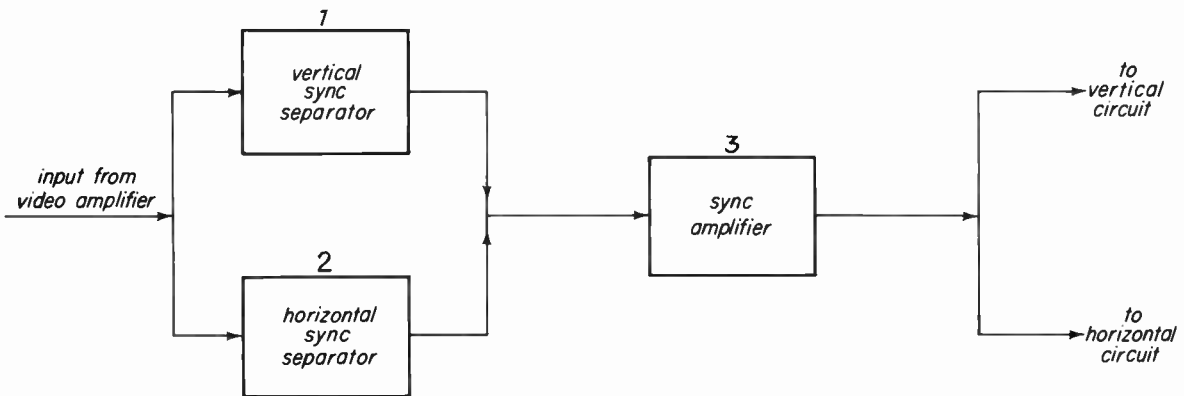 1
vertical
sync
separator
to
vertical
circuit
input from
video amplifier
3
sync
amplifier
2
horizontal
sync
separator
to
horizontal
circuit